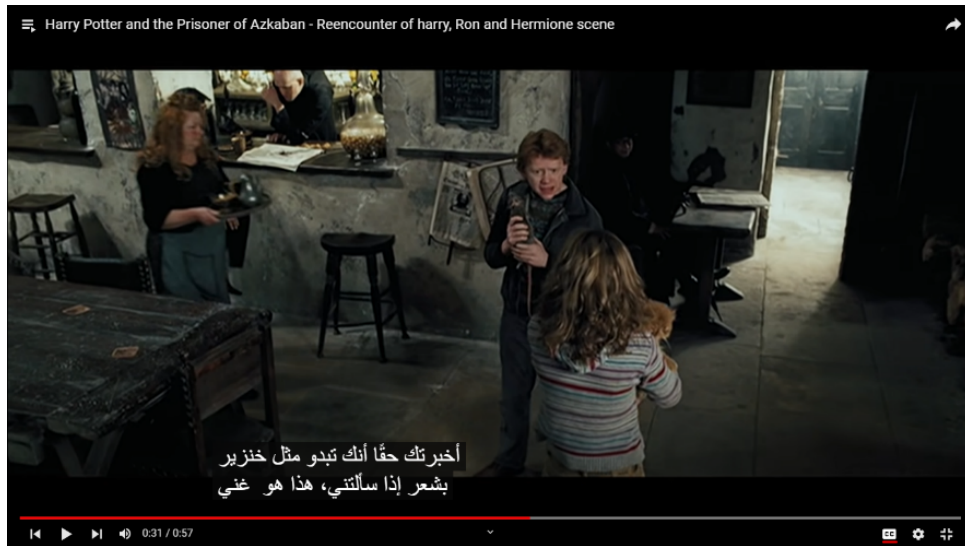 Harry Potter and the Prisoner of Azkaban - Reencounter of harry, Ron and Hermione scene
أخبرتك حقًا أنك تبدو مثل خنزير
بشعر إذا سألتني، هذا هو غني
0:31 / 0:57
CC